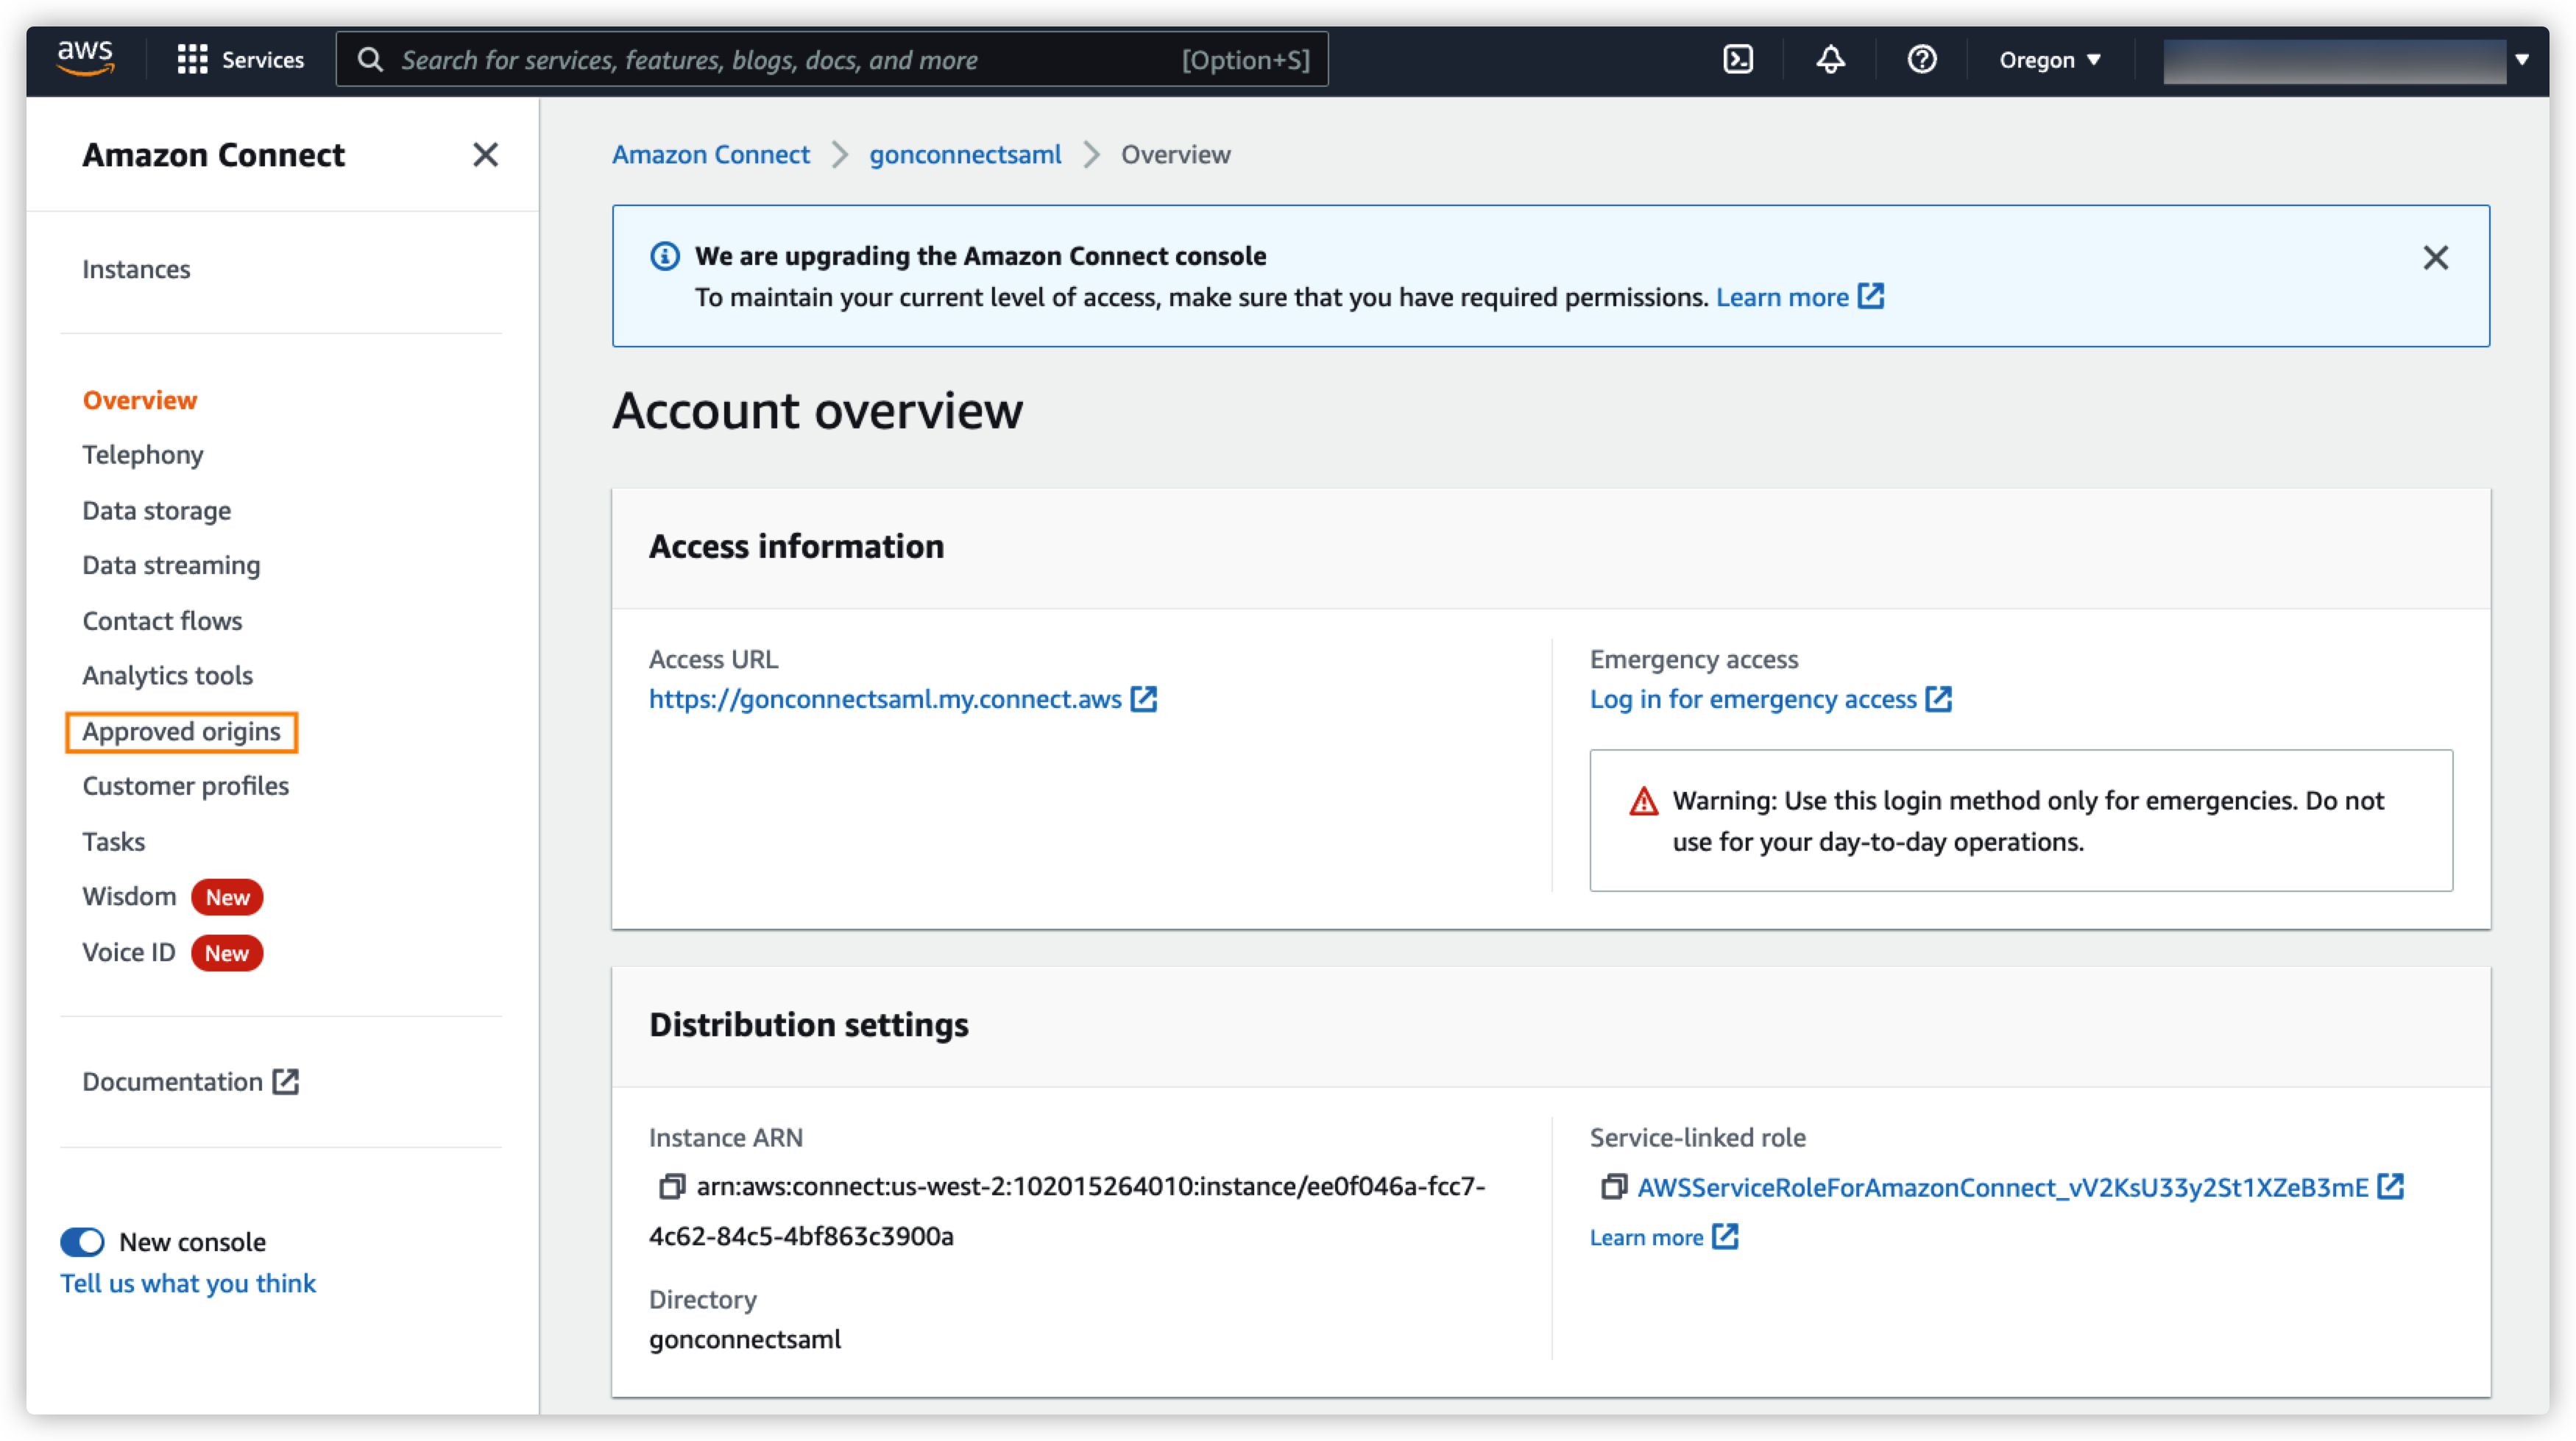 aws
Services
Search for services, features, blogs, docs, and more [Option+S]
Oregon
Amazon Connect
Instances
Overview
Telephony
Data storage
Data streaming
Contact flows
Analytics tools
Approved origins
Customer profiles
Tasks
Wisdom New
Voice ID New
Documentation
New console
Tell us what you think
Amazon Connect > gonconnectsaml > Overview
We are upgrading the Amazon Connect console
To maintain your current level of access, make sure that you have required permissions. Learn more
Account overview
Access information
Access URL
https://gonconnectsaml.my.connect.aws
Emergency access
Log in for emergency access
Warning: Use this login method only for emergencies. Do not
use for your day-to-day operations.
Distribution settings
Instance ARN
arn:aws:connect:us-west-2:102015264010:instance/ee0f046a-fcc7-
4c62-84c5-4bf863c3900a
Directory
gonconnectsaml
Service-linked role
AWSServiceRoleForAmazonConnect_vV2KsU33y2St1XZeB3mE
Learn more